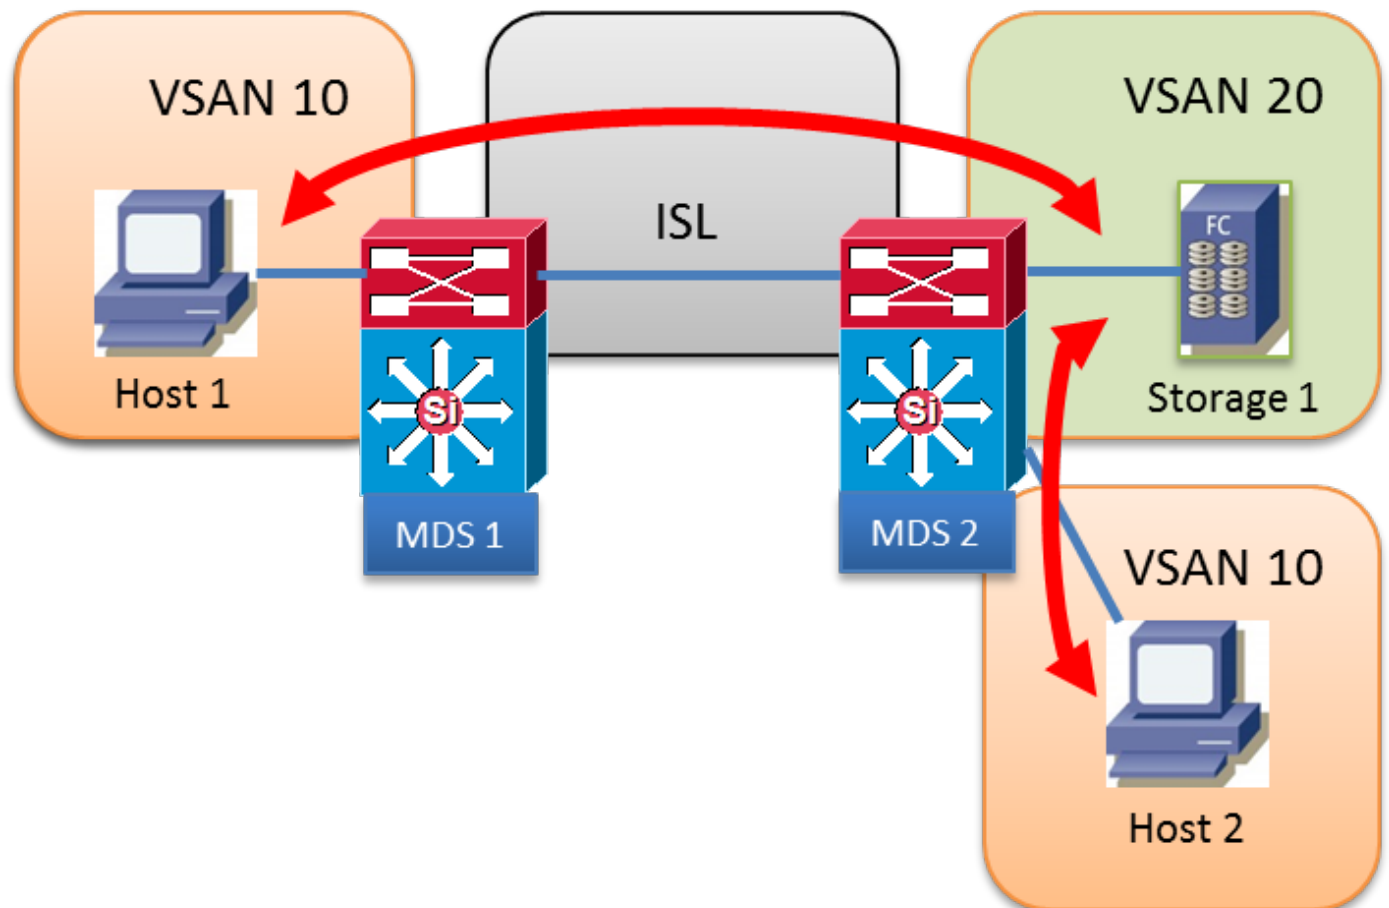 VSAN 10
ISL
VSAN 20
FC
Host 1
Storage 1
Si
Si
MDS 1
MDS 2
VSAN 10
Host 2